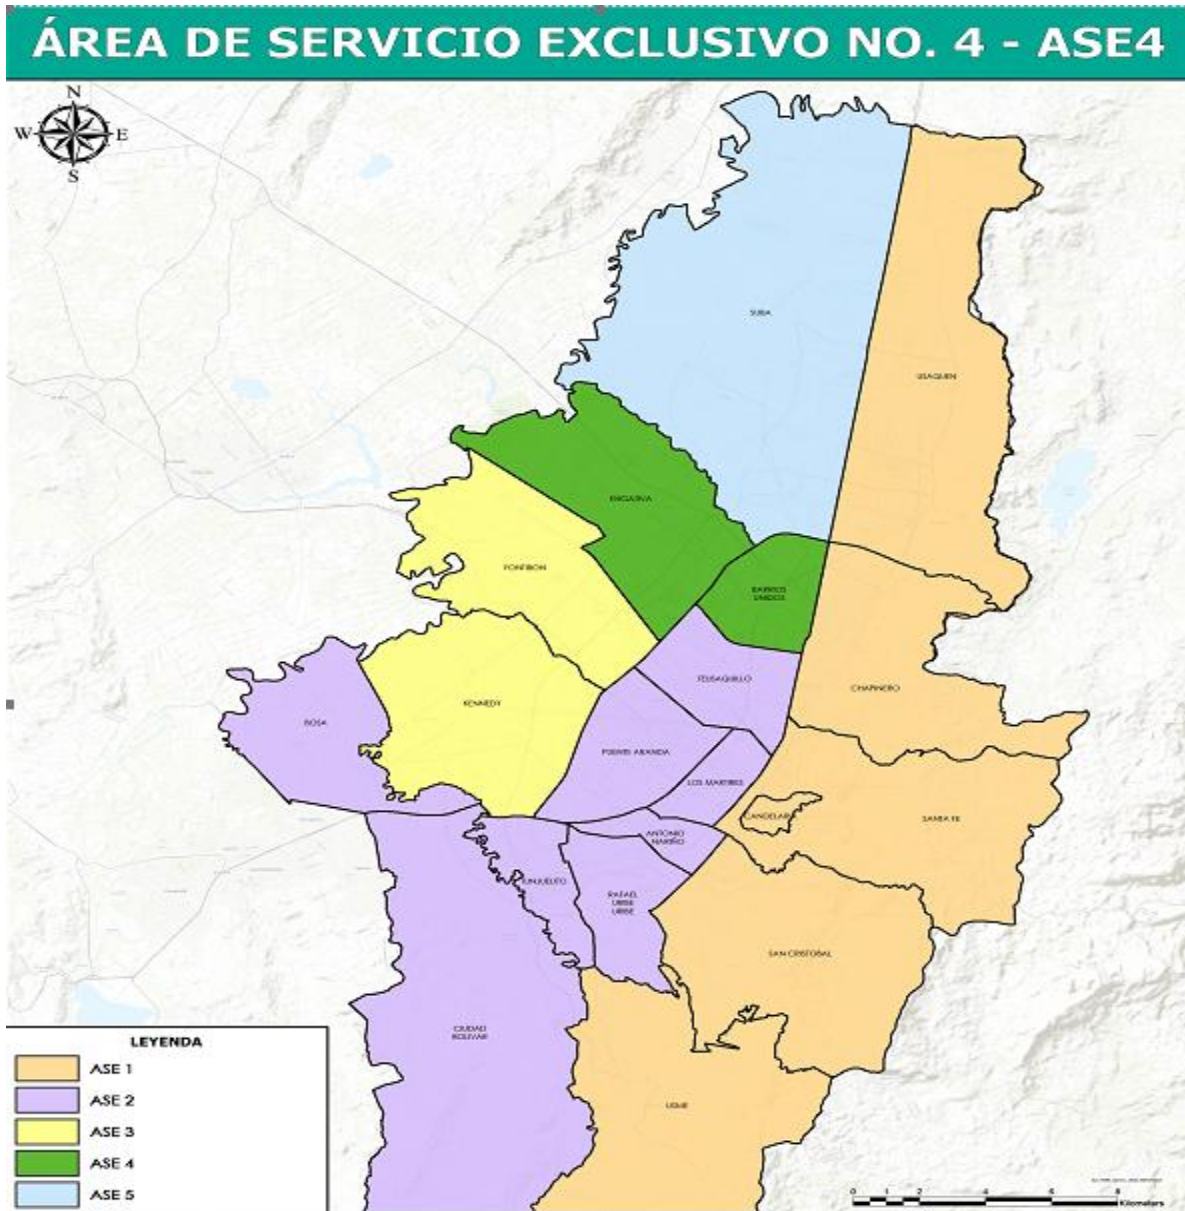 ÁREA DE SERVICIO EXCLUSIVO NO. 4 - ASE4
N
W
E
S
SUBA
USAQUEN
ENGATIVA
FONTIBON
BARRIOS
UNIDOS
TEUSAQUILLO
CHAPINERO
KENNEDY
BOSA
PUENTE ARANDA
LOS MARTIRES
CANDELARIA
SANTA FE
ANTONIO
NARIÑO
TUNJUELITO
RAFAEL
URIBE
URIBE
SAN CRISTOBAL
CIUDAD
BOLIVAR
USME
LEYENDA
ASE 1
ASE 2
ASE 3
ASE 4
ASE 5
0 1 2 4 6 8
Kilometers